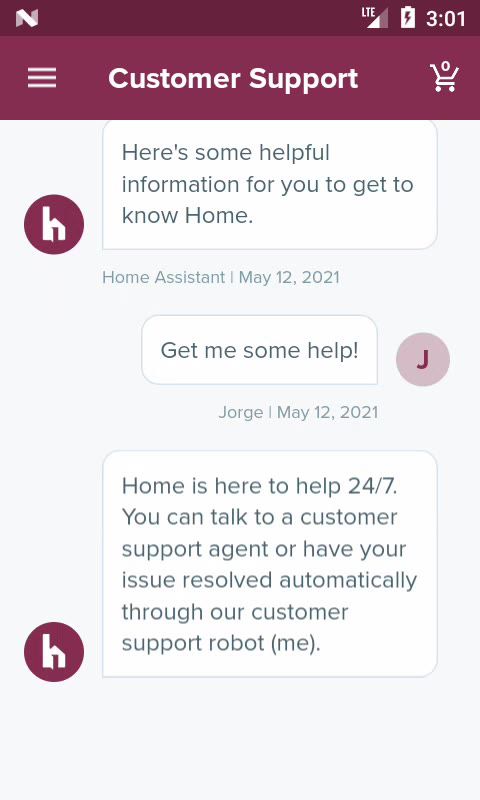 LTE 3:01
Customer Support
0
Here's some helpful
information for you to get to
know Home.
h
Home Assistant | May 12, 2021
Get me some help!
J
Jorge | May 12, 2021
Home is here to help 24/7.
You can talk to a customer
support agent or have your
issue resolved automatically
through our customer
support robot (me).
h